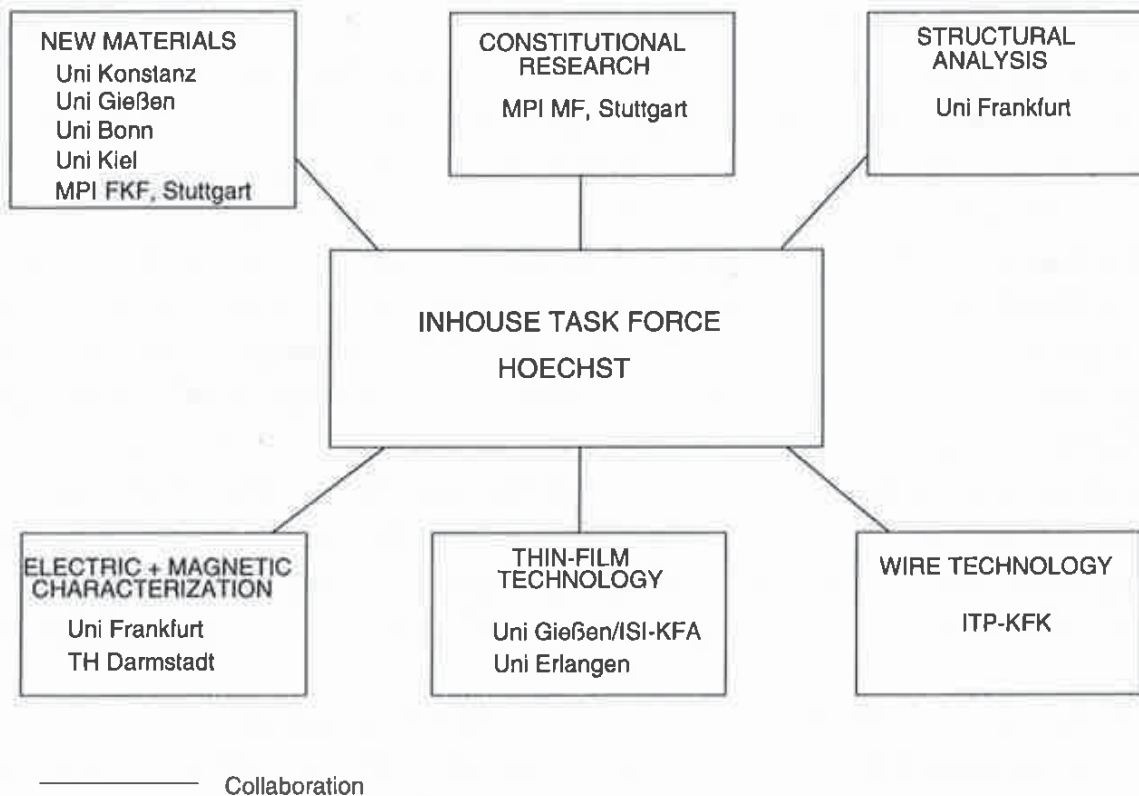 NEW MATERIALS
Uni Konstanz
Uni Gießen
Uni Bonn
Uni Kiel
MPI FKF, Stuttgart
CONSTITUTIONAL
RESEARCH
MPI MF, Stuttgart
STRUCTURAL
ANALYSIS
Uni Frankfurt
INHOUSE TASK FORCE
HOECHST
ELECTRIC + MAGNETIC
CHARACTERIZATION
Uni Frankfurt
TH Darmstadt
THIN-FILM
TECHNOLOGY
Uni Gießen/ISI-KFA
Uni Erlangen
WIRE TECHNOLOGY
ITP-KFK
Collaboration